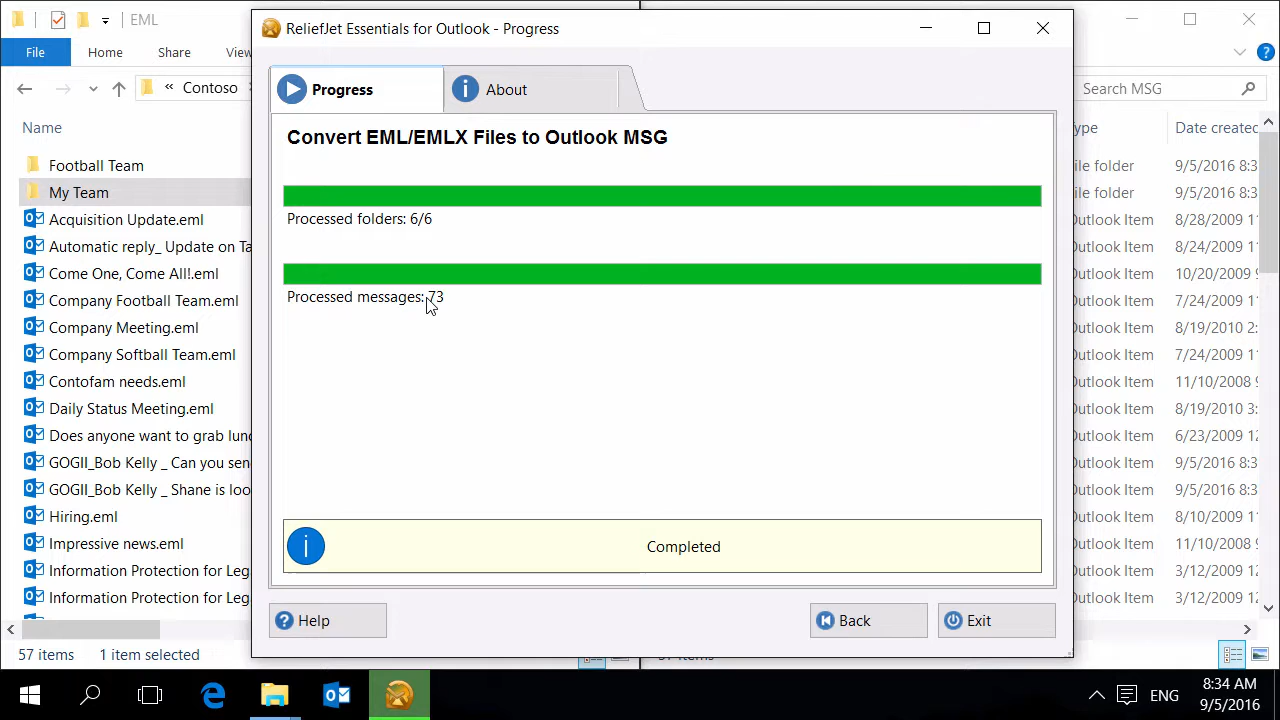 EML
ReliefJet Essentials for Outlook - Progress
File
Home
Share
« Contoso
Search MSG
Name
Date created
Football Team
9/5/2016 8:3
My Team
9/5/2016 8:3
Acquisition Update.eml
Outlook Item
8/28/2009 1
Automatic reply_ Update on Ta
Outlook Item
8/24/2009 1
Come One, Come All!.eml
Outlook Item
10/20/2009
Company Football Team.eml
Outlook Item
7/24/2009 1
Company Meeting.eml
Outlook Item
8/19/2010 2:
Company Softball Team.eml
Outlook Item
7/24/2009 1
Contofam needs.eml
Outlook Item
11/10/2008
Daily Status Meeting.eml
Outlook Item
8/19/2010 3:
Does anyone want to grab lun
Outlook Item
6/23/2009 12
GOGII_Bob Kelly _ Can you sen
Outlook Item
9/5/2016 8:3
GOGII_Bob Kelly _ Shane is loo
Outlook Item
9/5/2016 8:3
Hiring.eml
Outlook Item
8/10/2009 1
Impressive news.eml
Outlook Item
11/10/2008
Information Protection for Leg
Outlook Item
3/12/2009 1
Information Protection for Leg
Outlook Item
3/12/2009 1
57 items
1 item selected
Progress
About
Convert EML/EMLX Files to Outlook MSG
Processed folders: 6/6
Processed messages: 73
Completed
Help
Back
Exit
ENG
8:34 AM
9/5/2016